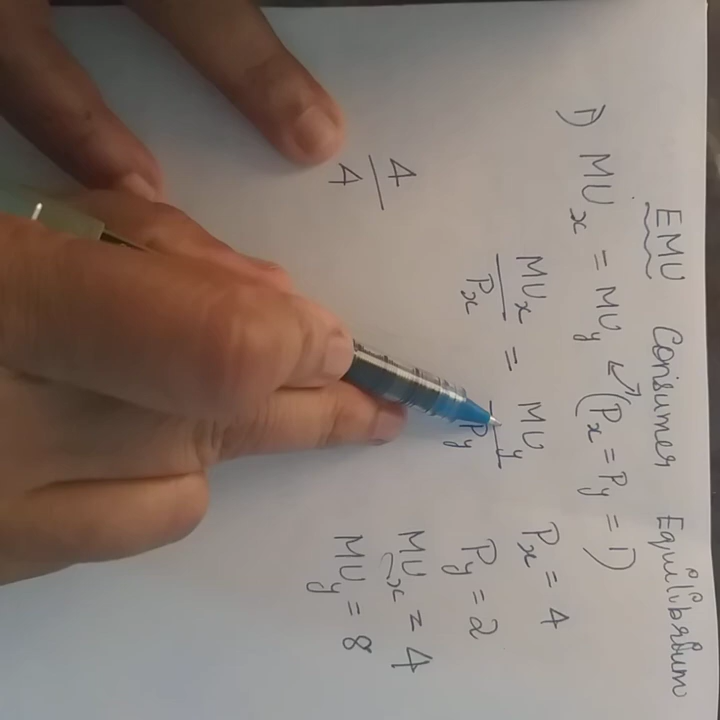 EMU Consumer Equilibrium
1) MUx = MUy ↙ (Px = Py = 1)
MUx/Px = MUy/Py
Px = 4
Py = 2
MUx = 4
MUy = 8
4/4